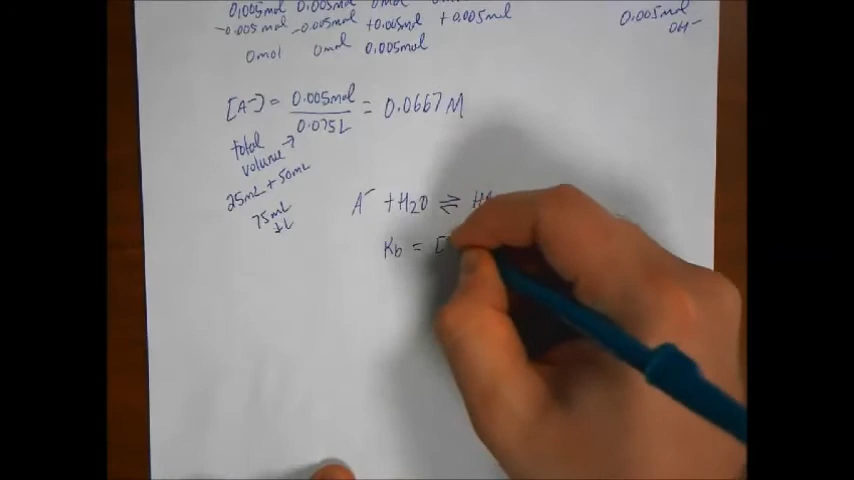 0.005mol 0.005mol 0mol
-0.005mol -0.005mol +0.005mol +0.005mol
0mol 0mol 0.005mol
0.005mol
OH-
[A-] = 0.005mol / 0.075L = 0.0667 M
total
volume →
25mL + 50mL
75mL
↓L
A- + H2O ⇌ HA
Kb = [